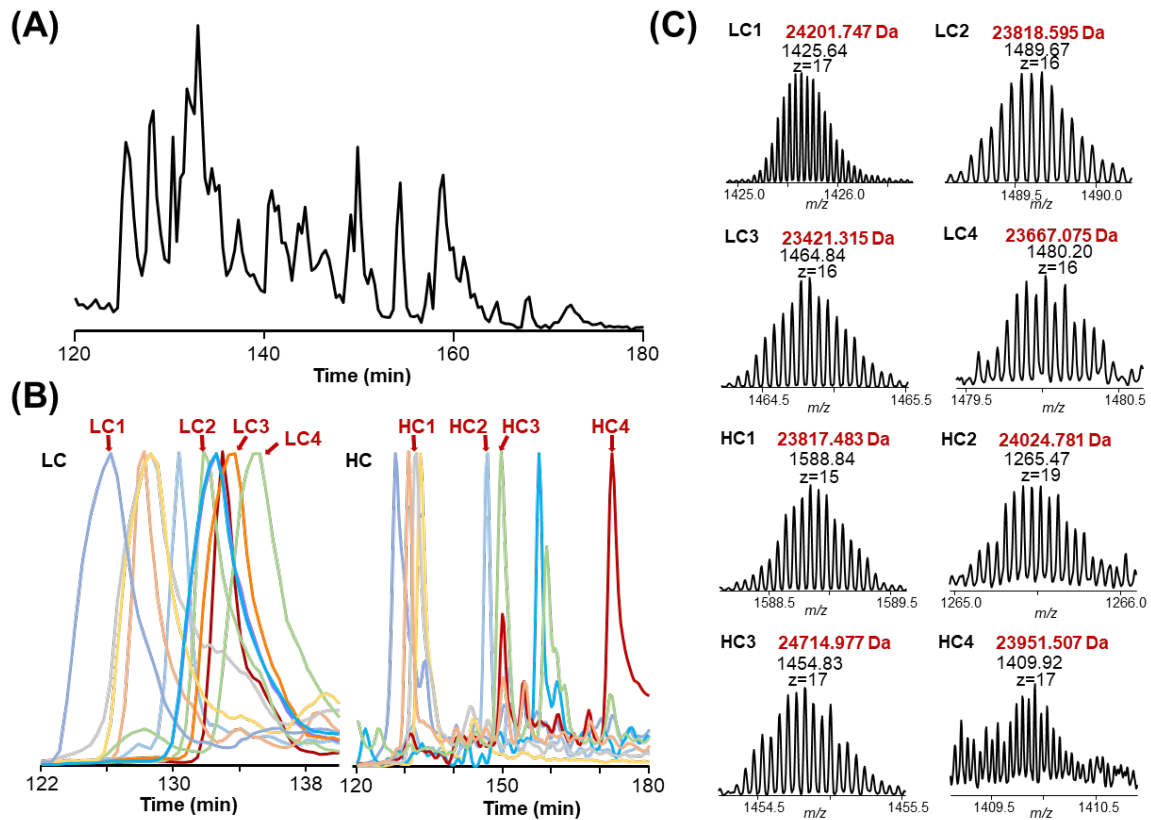 (A)
120
140
160
180
Time (min)
(B)
LC1
LC2
LC3
LC4
LC
122
130
138
Time (min)
HC1
HC2
HC3
HC4
HC
120
150
180
Time (min)
(C)
LC1
24201.747 Da
1425.64
z=17
1425.0
1426.0
m/z
LC2
23818.595 Da
1489.67
z=16
1489.5
1490.0
m/z
LC3
23421.315 Da
1464.84
z=16
1464.5
1465.5
m/z
LC4
23667.075 Da
1480.20
z=16
1479.5
1480.5
m/z
HC1
23817.483 Da
1588.84
z=15
1588.5
1589.5
m/z
HC2
24024.781 Da
1265.47
z=19
1265.0
1266.0
m/z
HC3
24714.977 Da
1454.83
z=17
1454.5
1455.5
m/z
HC4
23951.507 Da
1409.92
z=17
1409.5
1410.5
m/z